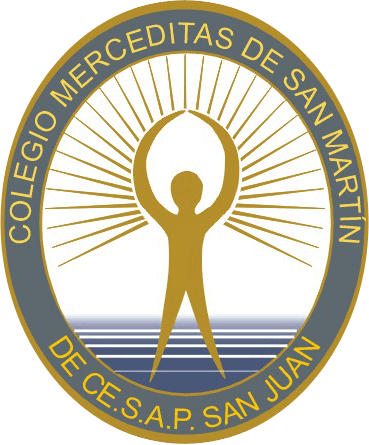 COLEGIO MERCEDITAS DE SAN MARTÍN
DE CE.S.A.P. SAN JUAN